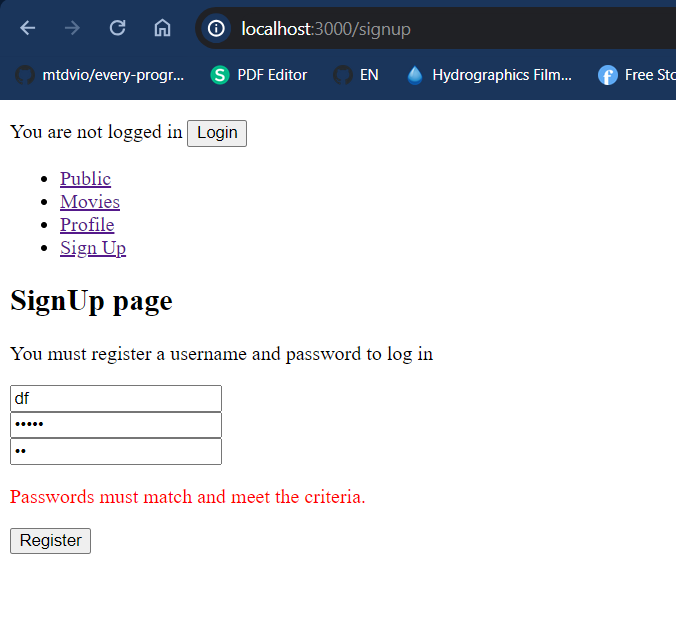 localhost:3000/signup
mtdvio/every-progr... PDF Editor EN Hydrographics Film... Free Sto
You are not logged in Login
Public
Movies
Profile
Sign Up
SignUp page
You must register a username and password to log in
df
•••••
••
Passwords must match and meet the criteria.
Register